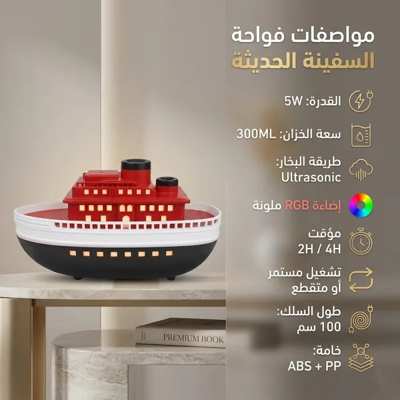 مواصفات فواحة
السفينة الحديثة
القدرة: 5W
سعة الخزان: 300ML
طريقة البخار:
Ultrasonic
إضاءة RGB ملونة
مؤقت
2H / 4H
تشغيل مستمر
أو متقطع
طول السلك:
100 سم
خامة:
ABS + PP
PREMIUM BOOK